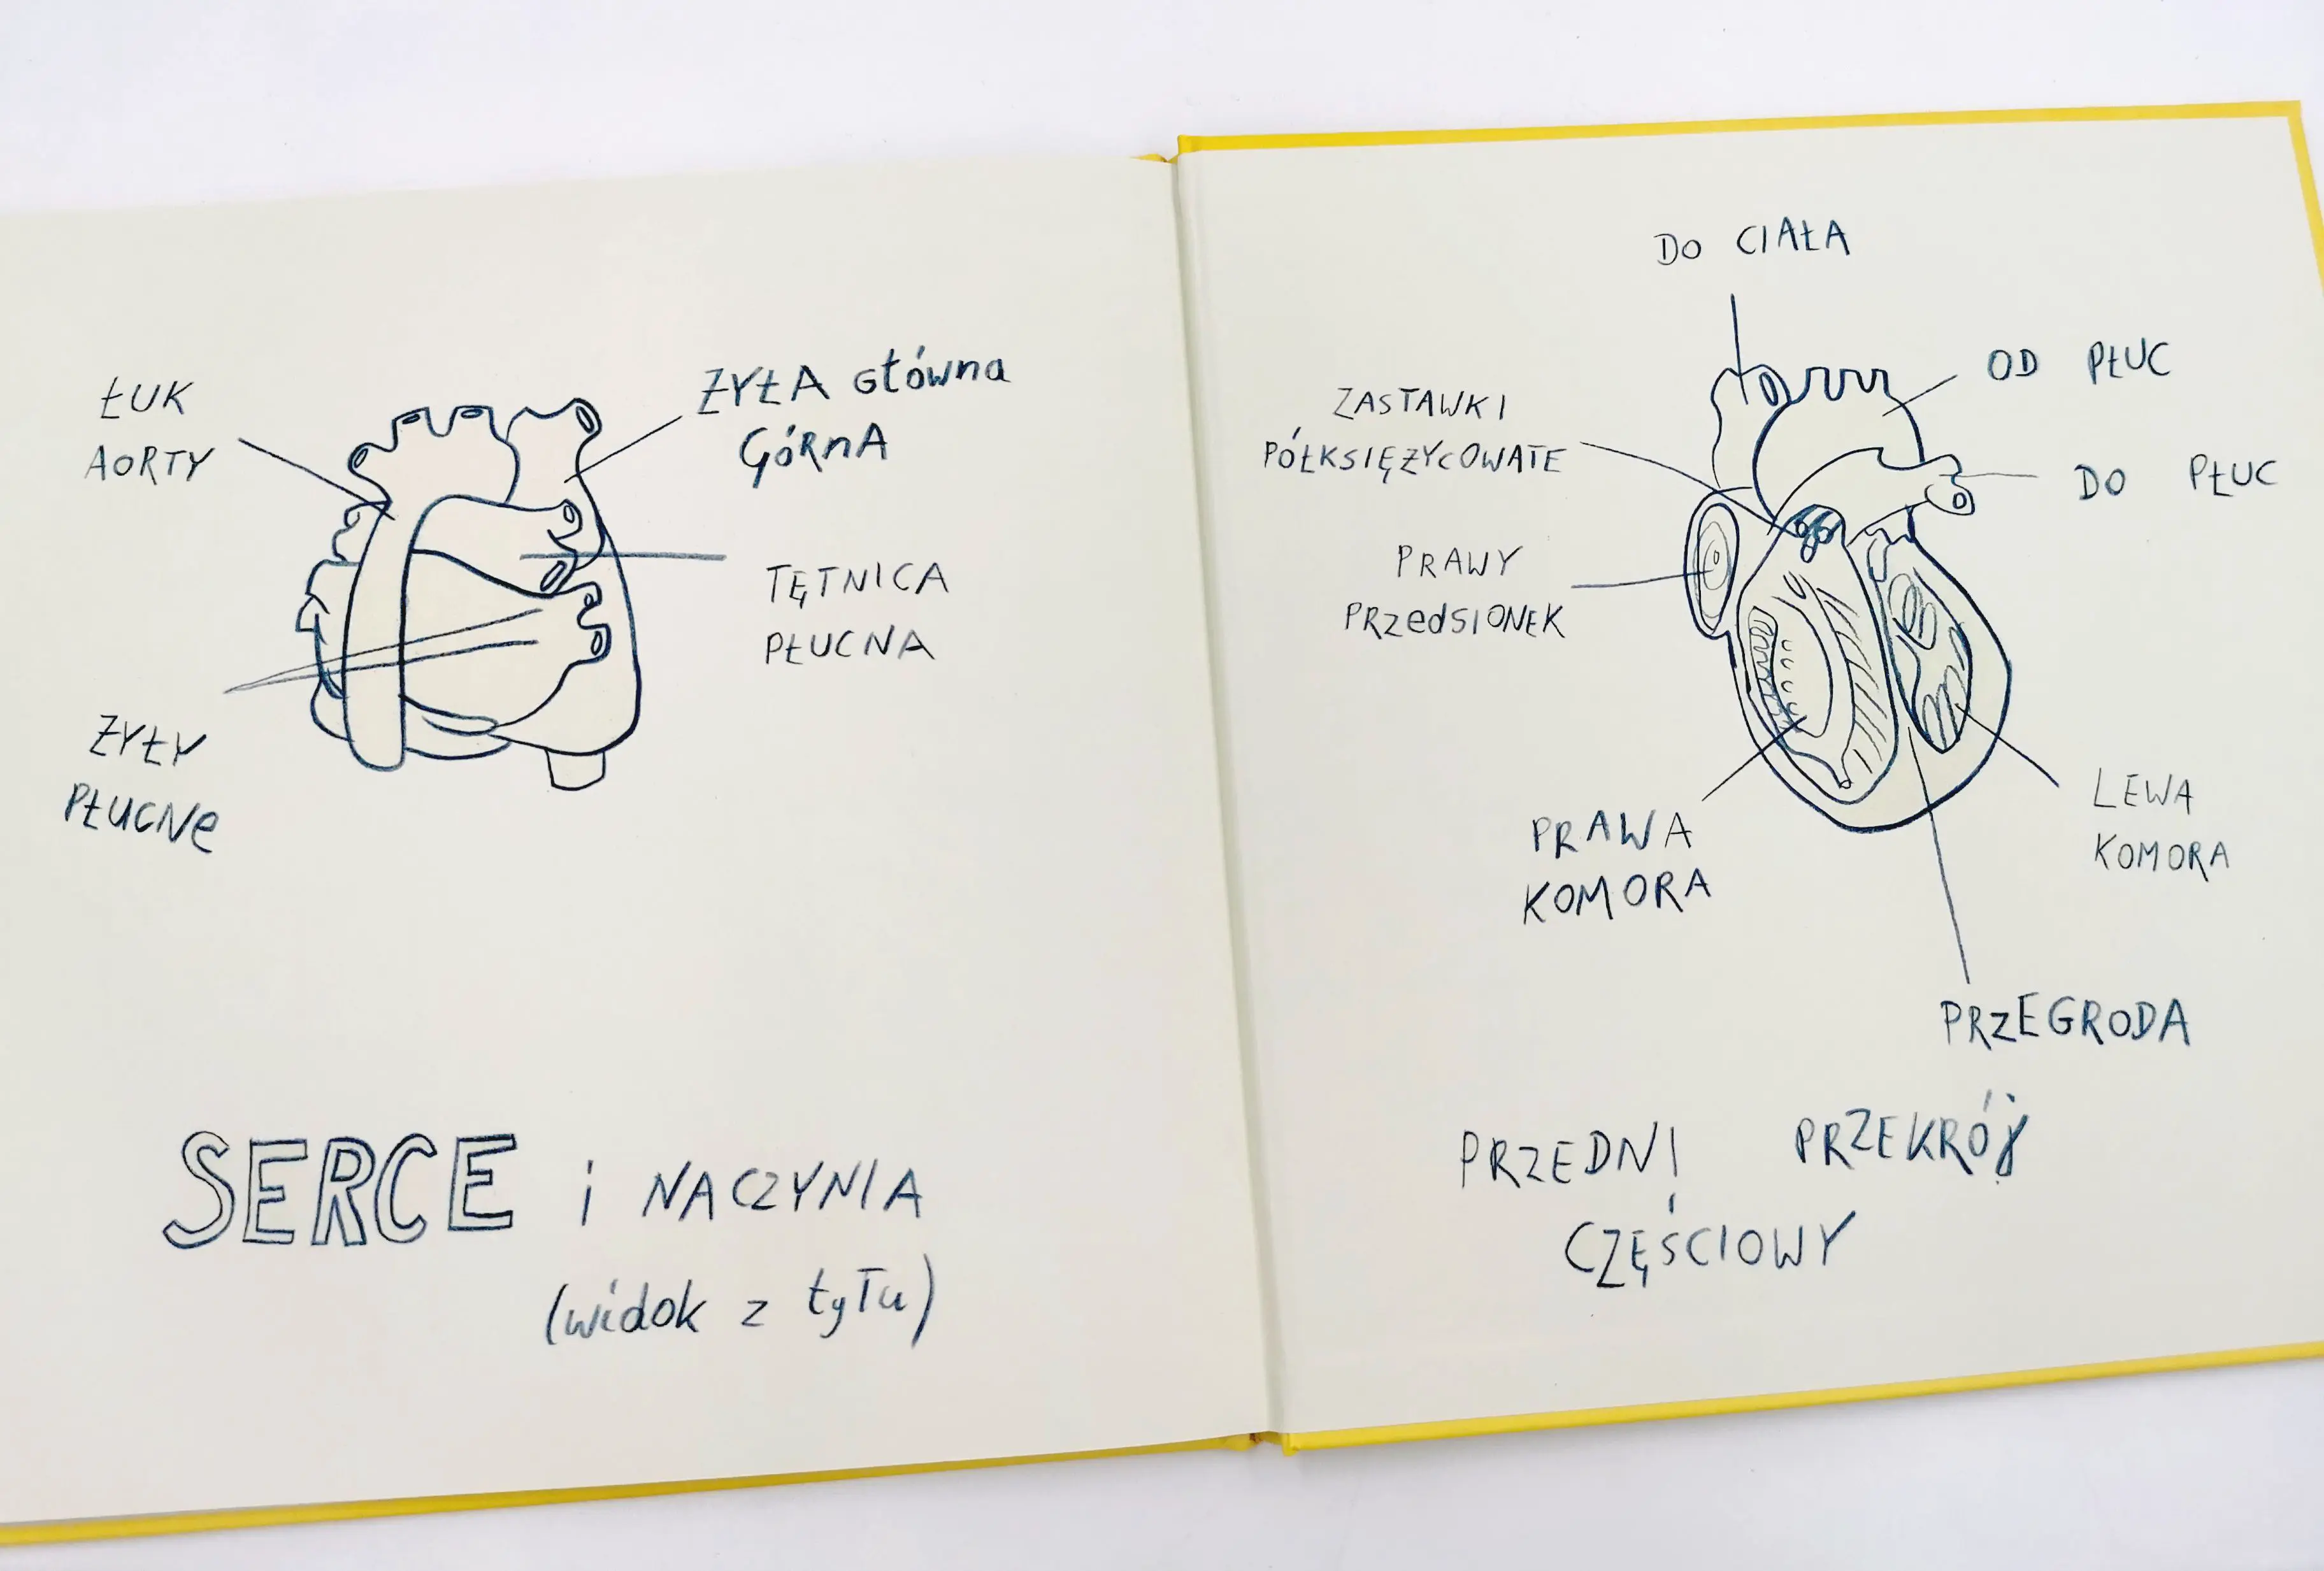 ŁUK
AORTY
ŻYŁA Główna
GÓRnA
TĘTNICA
PŁUCNA
ŻYŁY
PŁUCNe
SERCE i NACZYNIA
(widok z tyłu)
DO CIAŁA
OD PŁUC
ZASTAWKI
PÓŁKSIĘŻYCOWATE
DO PŁUC
PRAWY
PRZedSIONEK
PRAWA
KOMORA
LEWA
KOMORA
PRZEGRODA
PRZEDNI PRZEKRÓJ
CZĘŚCIOWY